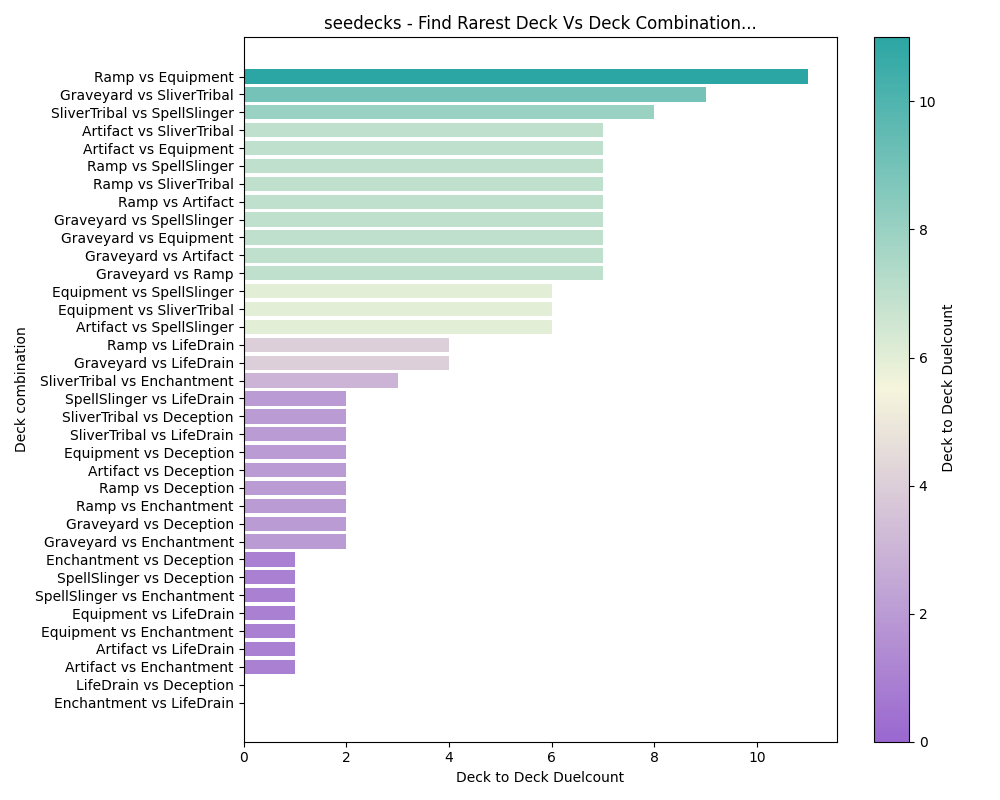 seedecks - Find Rarest Deck Vs Deck Combination...
Deck combination
Ramp vs Equipment
Graveyard vs SliverTribal
SliverTribal vs SpellSlinger
Artifact vs SliverTribal
Artifact vs Equipment
Ramp vs SpellSlinger
Ramp vs SliverTribal
Ramp vs Artifact
Graveyard vs SpellSlinger
Graveyard vs Equipment
Graveyard vs Artifact
Graveyard vs Ramp
Equipment vs SpellSlinger
Equipment vs SliverTribal
Artifact vs SpellSlinger
Ramp vs LifeDrain
Graveyard vs LifeDrain
SliverTribal vs Enchantment
SpellSlinger vs LifeDrain
SliverTribal vs Deception
SliverTribal vs LifeDrain
Equipment vs Deception
Artifact vs Deception
Ramp vs Deception
Ramp vs Enchantment
Graveyard vs Deception
Graveyard vs Enchantment
Enchantment vs Deception
SpellSlinger vs Deception
SpellSlinger vs Enchantment
Equipment vs LifeDrain
Equipment vs Enchantment
Artifact vs LifeDrain
Artifact vs Enchantment
LifeDrain vs Deception
Enchantment vs LifeDrain
0 2 4 6 8 10
Deck to Deck Duelcount
10
8
6
4
2
0
Deck to Deck Duelcount